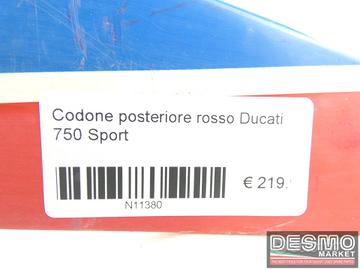 Codone posteriore rosso Ducati
750 Sport
N11380
€ 219.
DESMO
MARKET